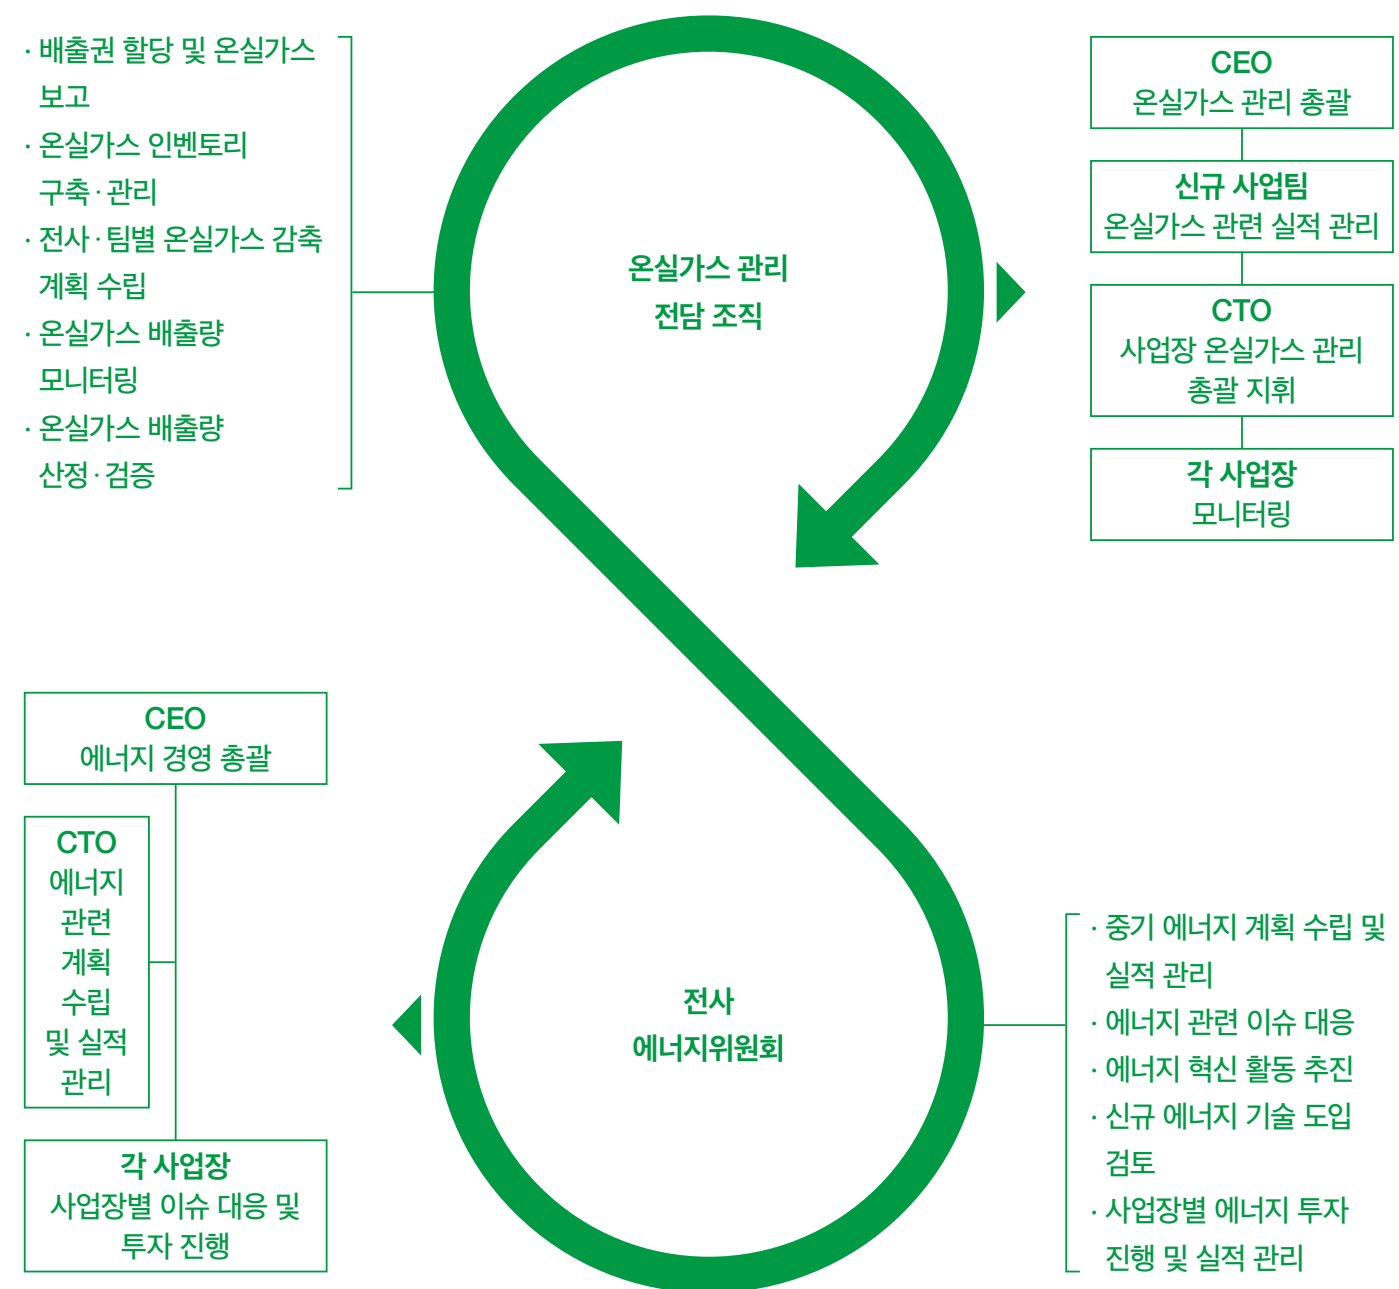 · 배출권 할당 및 온실가스
보고
· 온실가스 인벤토리
구축·관리
· 전사·팀별 온실가스 감축
계획 수립
· 온실가스 배출량
모니터링
· 온실가스 배출량
산정·검증
온실가스 관리
전담 조직
CEO
온실가스 관리 총괄
신규 사업팀
온실가스 관련 실적 관리
CTO
사업장 온실가스 관리
총괄 지휘
각 사업장
모니터링
CEO
에너지 경영 총괄
CTO
에너지
관련
계획
수립
및 실적
관리
각 사업장
사업장별 이슈 대응 및
투자 진행
전사
에너지위원회
· 중기 에너지 계획 수립 및
실적 관리
· 에너지 관련 이슈 대응
· 에너지 혁신 활동 추진
· 신규 에너지 기술 도입
검토
· 사업장별 에너지 투자
진행 및 실적 관리